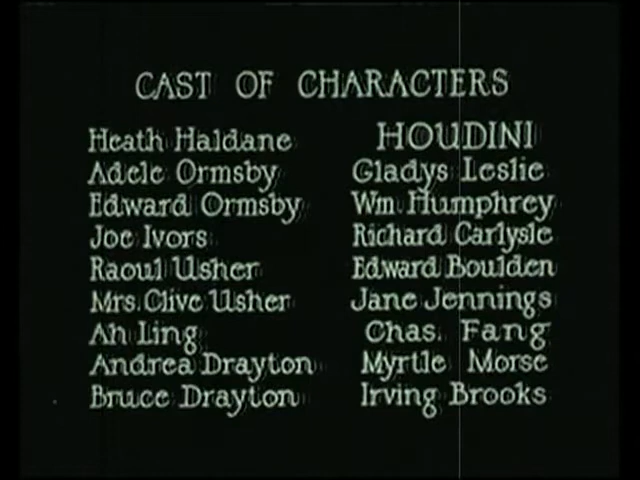 CAST OF CHARACTERS
Heath Haldane HOUDINI
Adele Ormsby Gladys Leslie
Edward Ormsby Wm. Humphrey
Joe Ivors Richard Carlysle
Raoul Usher Edward Boulden
Mrs. Clive Usher Jane Jennings
Ah Ling Chas. Fang
Andrea Drayton Myrtle Morse
Bruce Drayton Irving Brooks